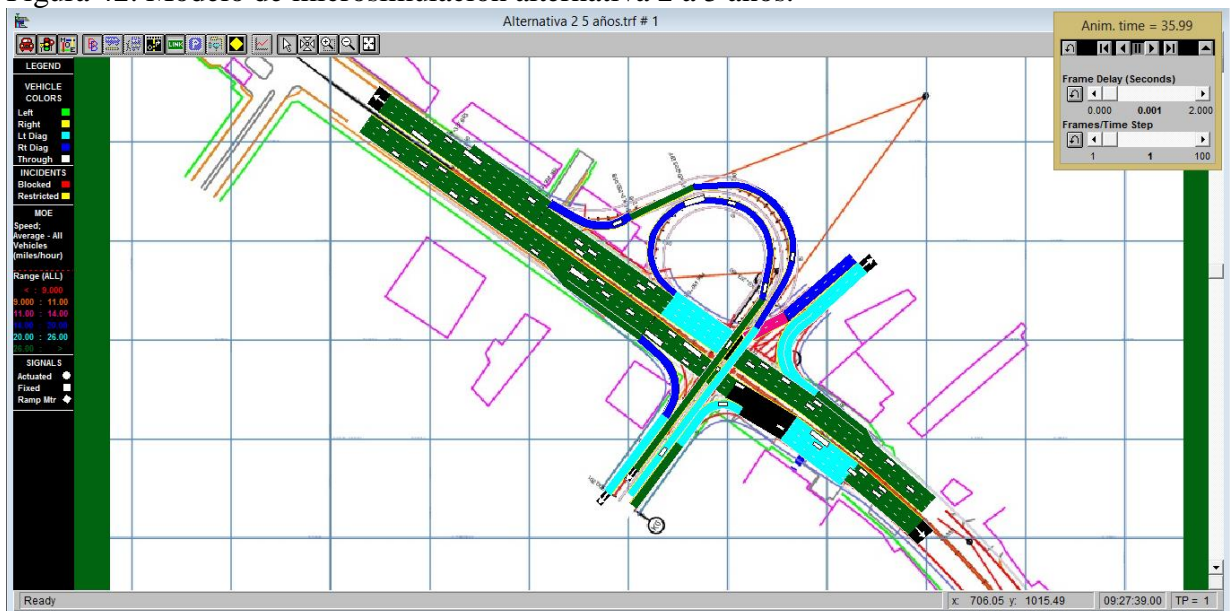 Figura 42. Modelo de microsimulación alternativa 2 a 5 años.
Alternativa 2 5 años.trf # 1
Anim. time = 35.99
Frame Delay (Seconds)
0.000 0.001 2.000
Frames/Time Step
1 1 100
LINK
LEGEND
VEHICLE
COLORS
Left
Right
Lt Diag
Rt Diag
Through
INCIDENTS
Blocked
Restricted
MOE
Speed;
Average - All
Vehicles
(miles/hour)
Range (ALL)
< : 9.000
9.000 : 11.00
11.00 : 14.00
20.00 : 26.00
26.00 : >
SIGNALS
Actuated
Fixed
Ramp Mtr
Ready
x: 706.05 y: 1015.49
09:27:39.00
TP = 1